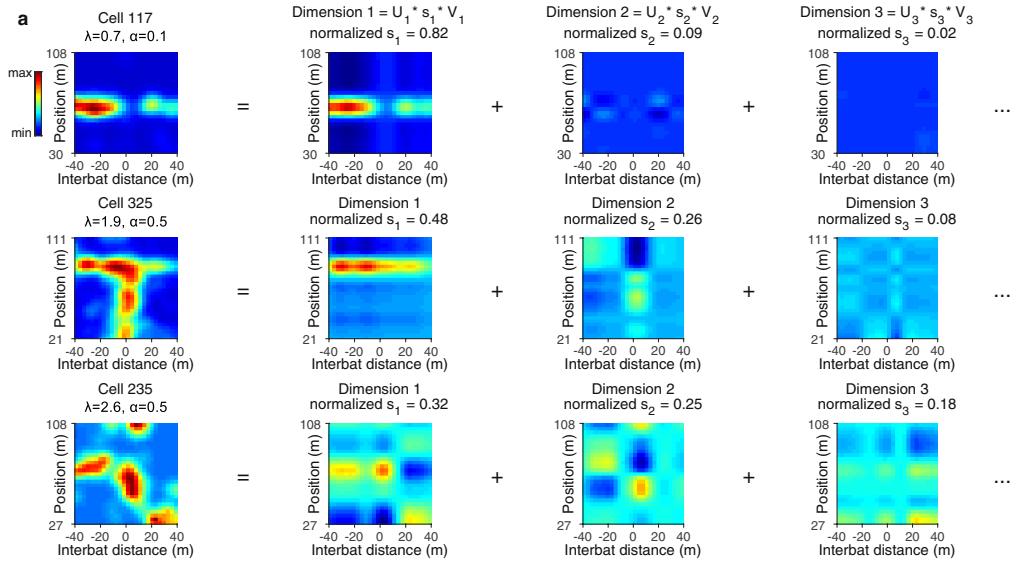 a
Cell 117
λ=0.7, α=0.1
Dimension 1 = U1 * s1 * V1
normalized s1 = 0.82
Dimension 2 = U2 * s2 * V2
normalized s2 = 0.09
Dimension 3 = U3 * s3 * V3
normalized s3 = 0.02
max
min
Position (m)
108
30
-40 -20 0 20 40
Interbat distance (m)
=
Position (m)
108
30
-40 -20 0 20 40
Interbat distance (m)
+
Position (m)
108
30
-40 -20 0 20 40
Interbat distance (m)
+
Position (m)
108
30
-40 -20 0 20 40
Interbat distance (m)
...
Cell 325
λ=1.9, α=0.5
Dimension 1
normalized s1 = 0.48
Dimension 2
normalized s2 = 0.26
Dimension 3
normalized s3 = 0.08
Position (m)
111
21
-40 -20 0 20 40
Interbat distance (m)
=
Position (m)
111
21
-40 -20 0 20 40
Interbat distance (m)
+
Position (m)
111
21
-40 -20 0 20 40
Interbat distance (m)
+
Position (m)
111
21
-40 -20 0 20 40
Interbat distance (m)
...
Cell 235
λ=2.6, α=0.5
Dimension 1
normalized s1 = 0.32
Dimension 2
normalized s2 = 0.25
Dimension 3
normalized s3 = 0.18
Position (m)
108
27
-40 -20 0 20 40
Interbat distance (m)
=
Position (m)
108
27
-40 -20 0 20 40
Interbat distance (m)
+
Position (m)
108
27
-40 -20 0 20 40
Interbat distance (m)
+
Position (m)
108
27
-40 -20 0 20 40
Interbat distance (m)
...